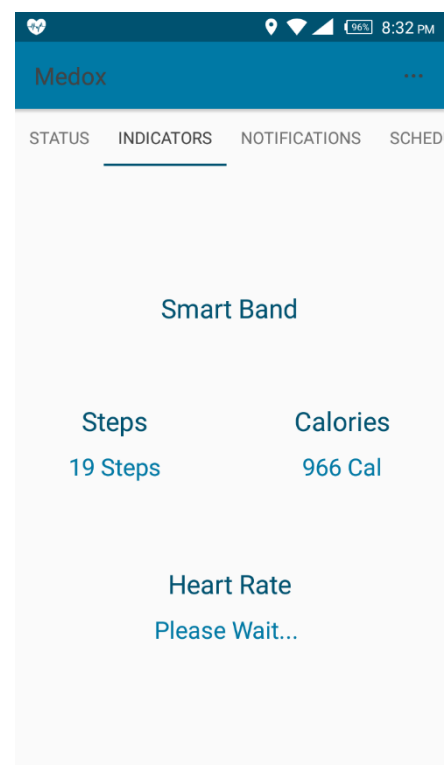 96% 8:32 PM
Medox ...
STATUS INDICATORS NOTIFICATIONS SCHED
Smart Band
Steps Calories
19 Steps 966 Cal
Heart Rate
Please Wait...